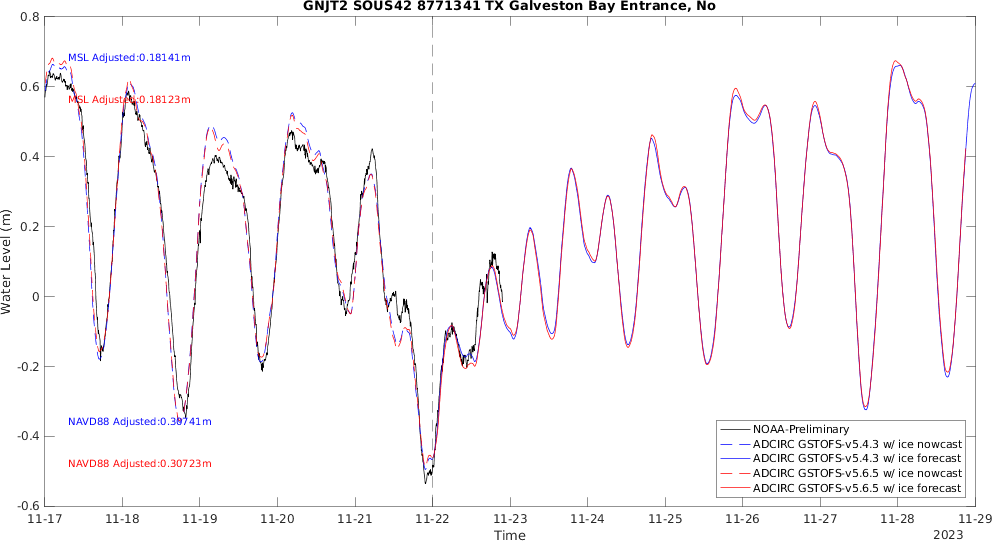 GNJT2 SOUS42 8771341 TX Galveston Bay Entrance, No
0.8
MSL Adjusted:0.18141m
0.6
MSL Adjusted:0.18123m
0.4
0.2
Water Level (m)
0
-0.2
NAVD88 Adjusted:0.30741m
-0.4
NAVD88 Adjusted:0.30723m
-0.6
NOAA-Preliminary
ADCIRC GSTOFS-v5.4.3 w/ ice nowcast
ADCIRC GSTOFS-v5.4.3 w/ ice forecast
ADCIRC GSTOFS-v5.6.5 w/ ice nowcast
ADCIRC GSTOFS-v5.6.5 w/ ice forecast
11-17 11-18 11-19 11-20 11-21 11-22 11-23 11-24 11-25 11-26 11-27 11-28 11-29
Time
2023